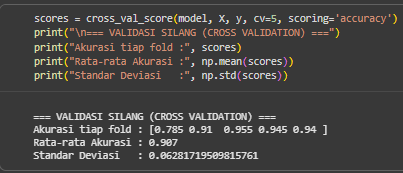 scores = cross_val_score(model, X, y, cv=5, scoring='accuracy')
print("\n=== VALIDASI SILANG (CROSS VALIDATION) ===")
print("Akurasi tiap fold :", scores)
print("Rata-rata Akurasi :", np.mean(scores))
print("Standar Deviasi   :", np.std(scores))
=== VALIDASI SILANG (CROSS VALIDATION) ===
Akurasi tiap fold : [0.785 0.91  0.955 0.945 0.94 ]
Rata-rata Akurasi : 0.907
Standar Deviasi   : 0.06281719509815761